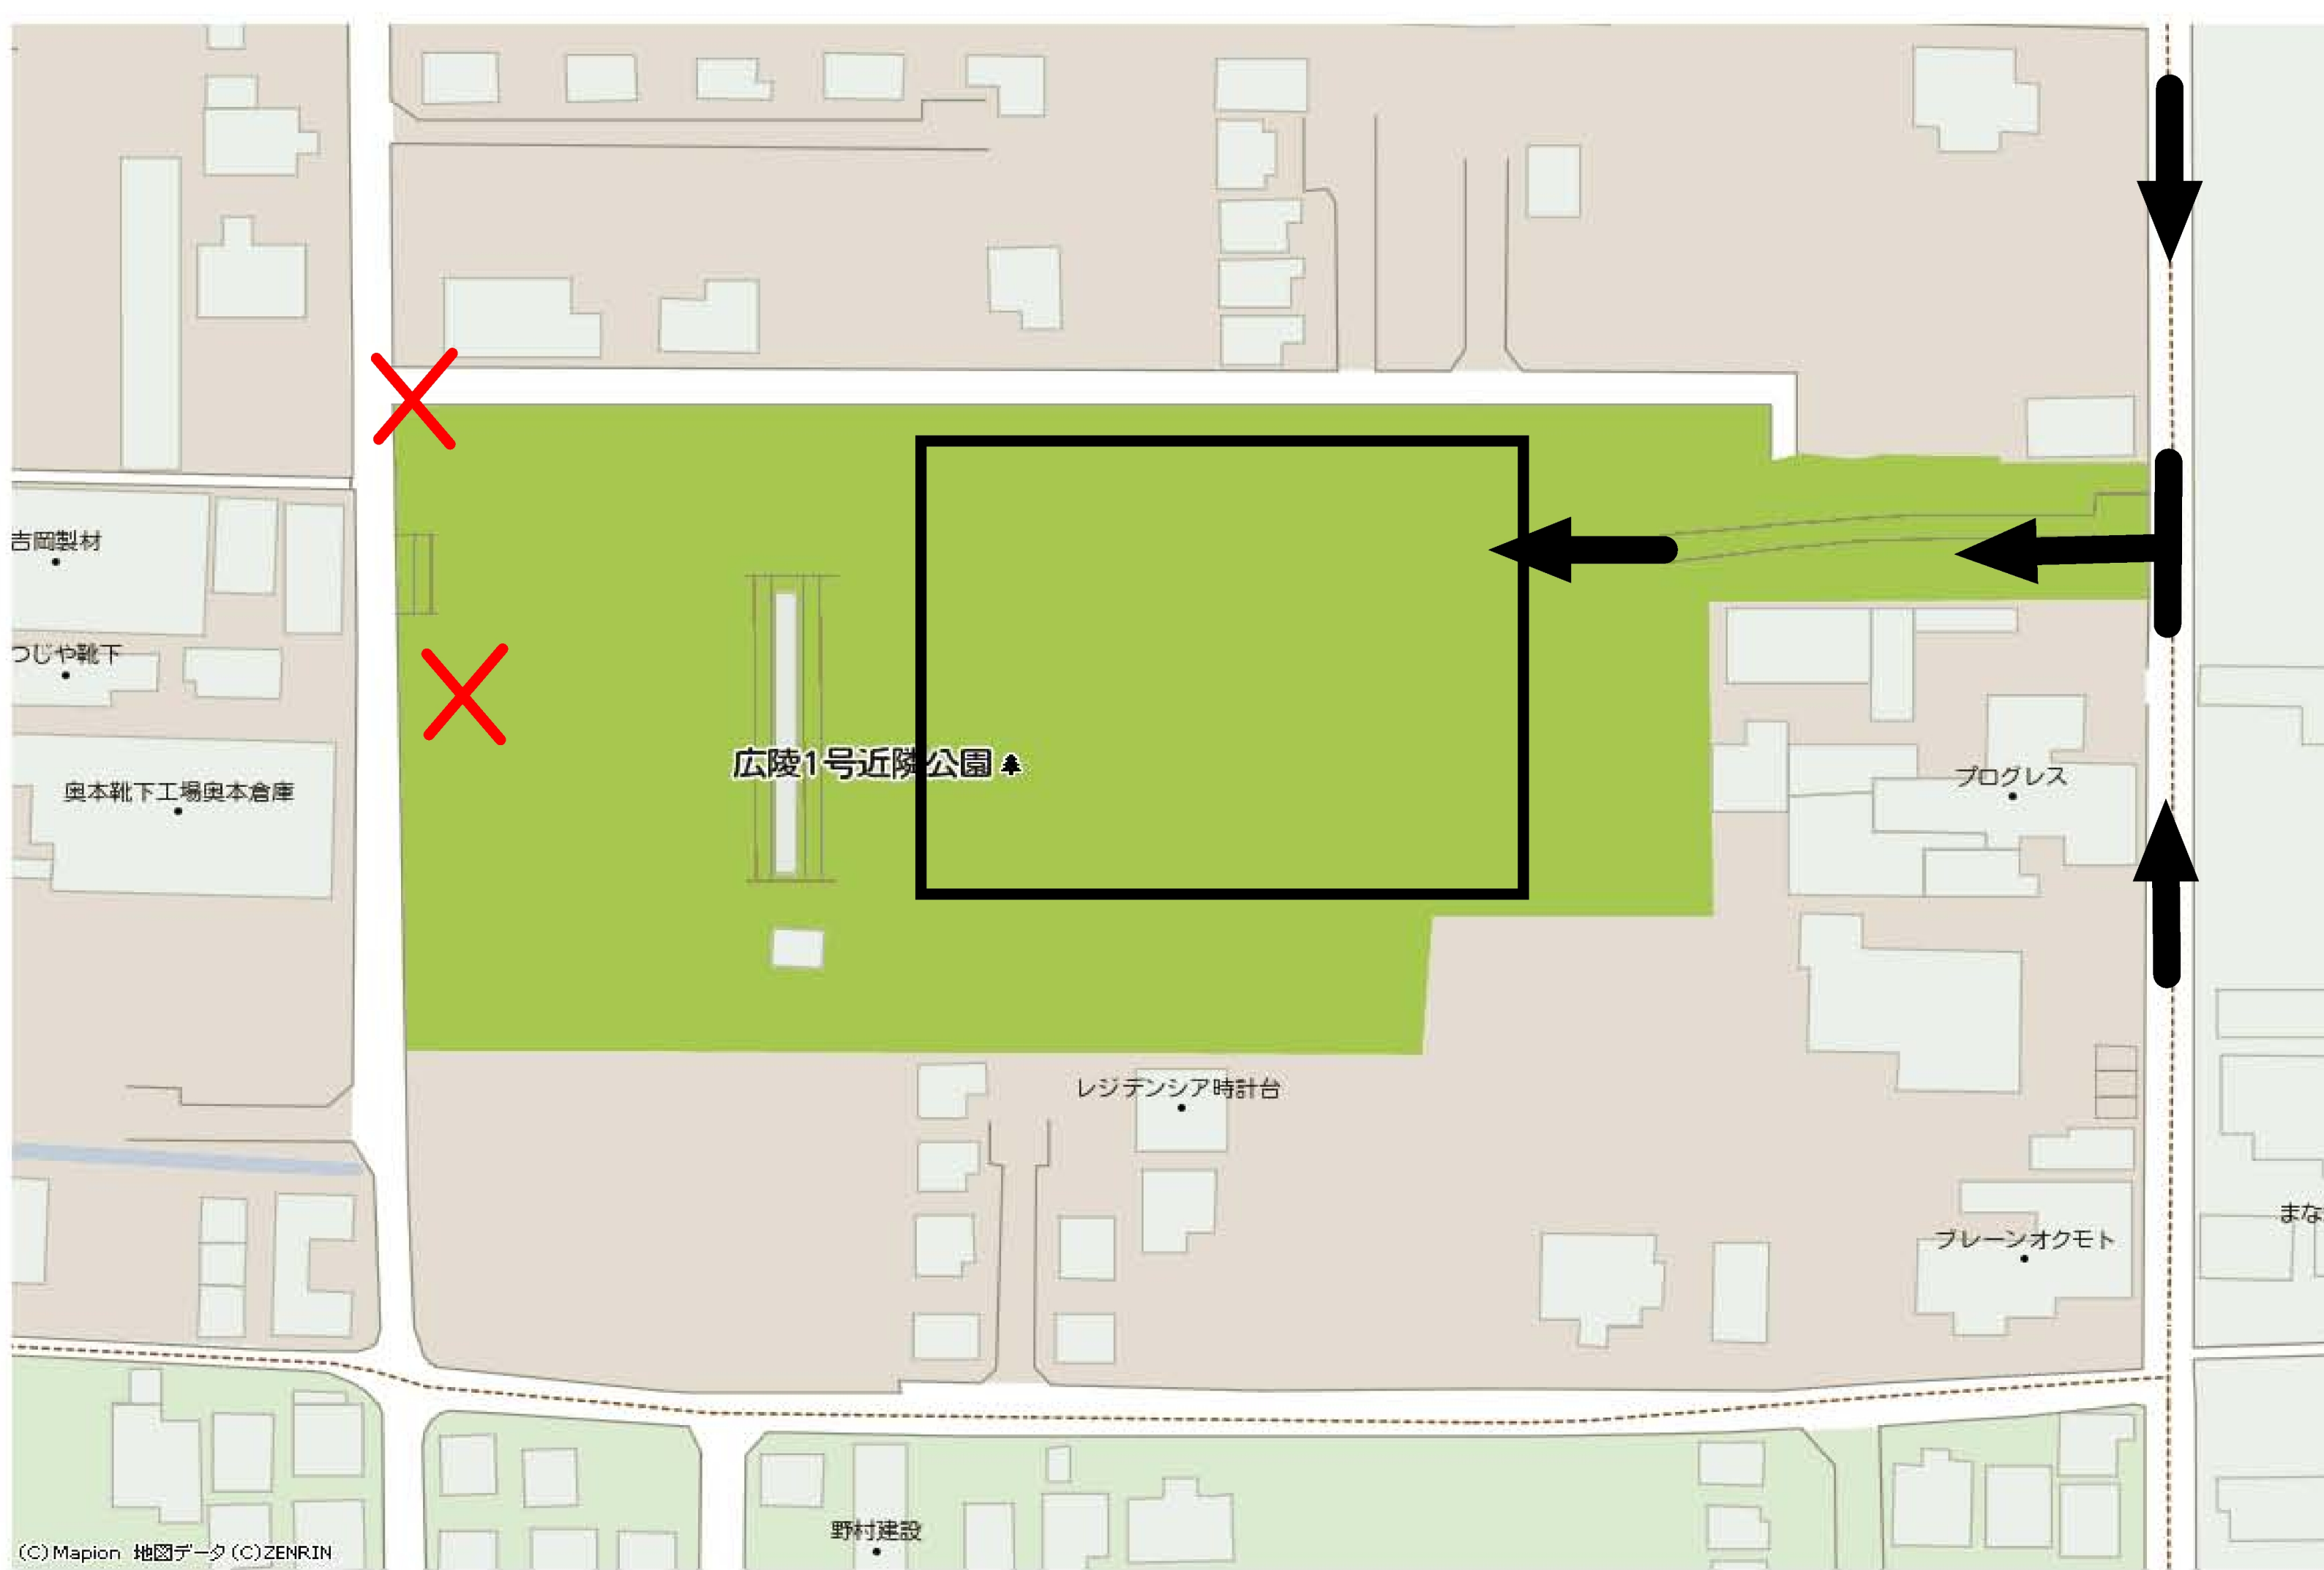 吉岡製材
つじや靴下
広陵1号近隣公園
プログレス
奥本靴下工場奥本倉庫
レジデンシア時計台
まな
ブレーンオクモト
野村建設
(C)Mapion 地図データ(C)ZENRIN